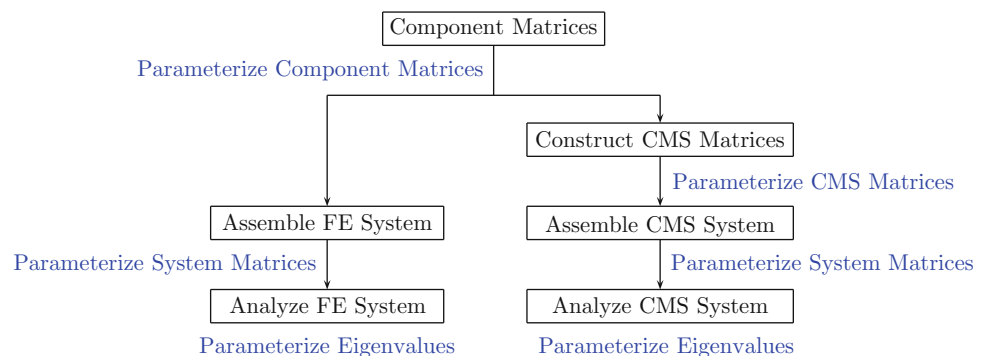 Component Matrices
Parameterize Component Matrices
Construct CMS Matrices
Parameterize CMS Matrices
Assemble FE System
Assemble CMS System
Parameterize System Matrices
Parameterize System Matrices
Analyze FE System
Analyze CMS System
Parameterize Eigenvalues
Parameterize Eigenvalues